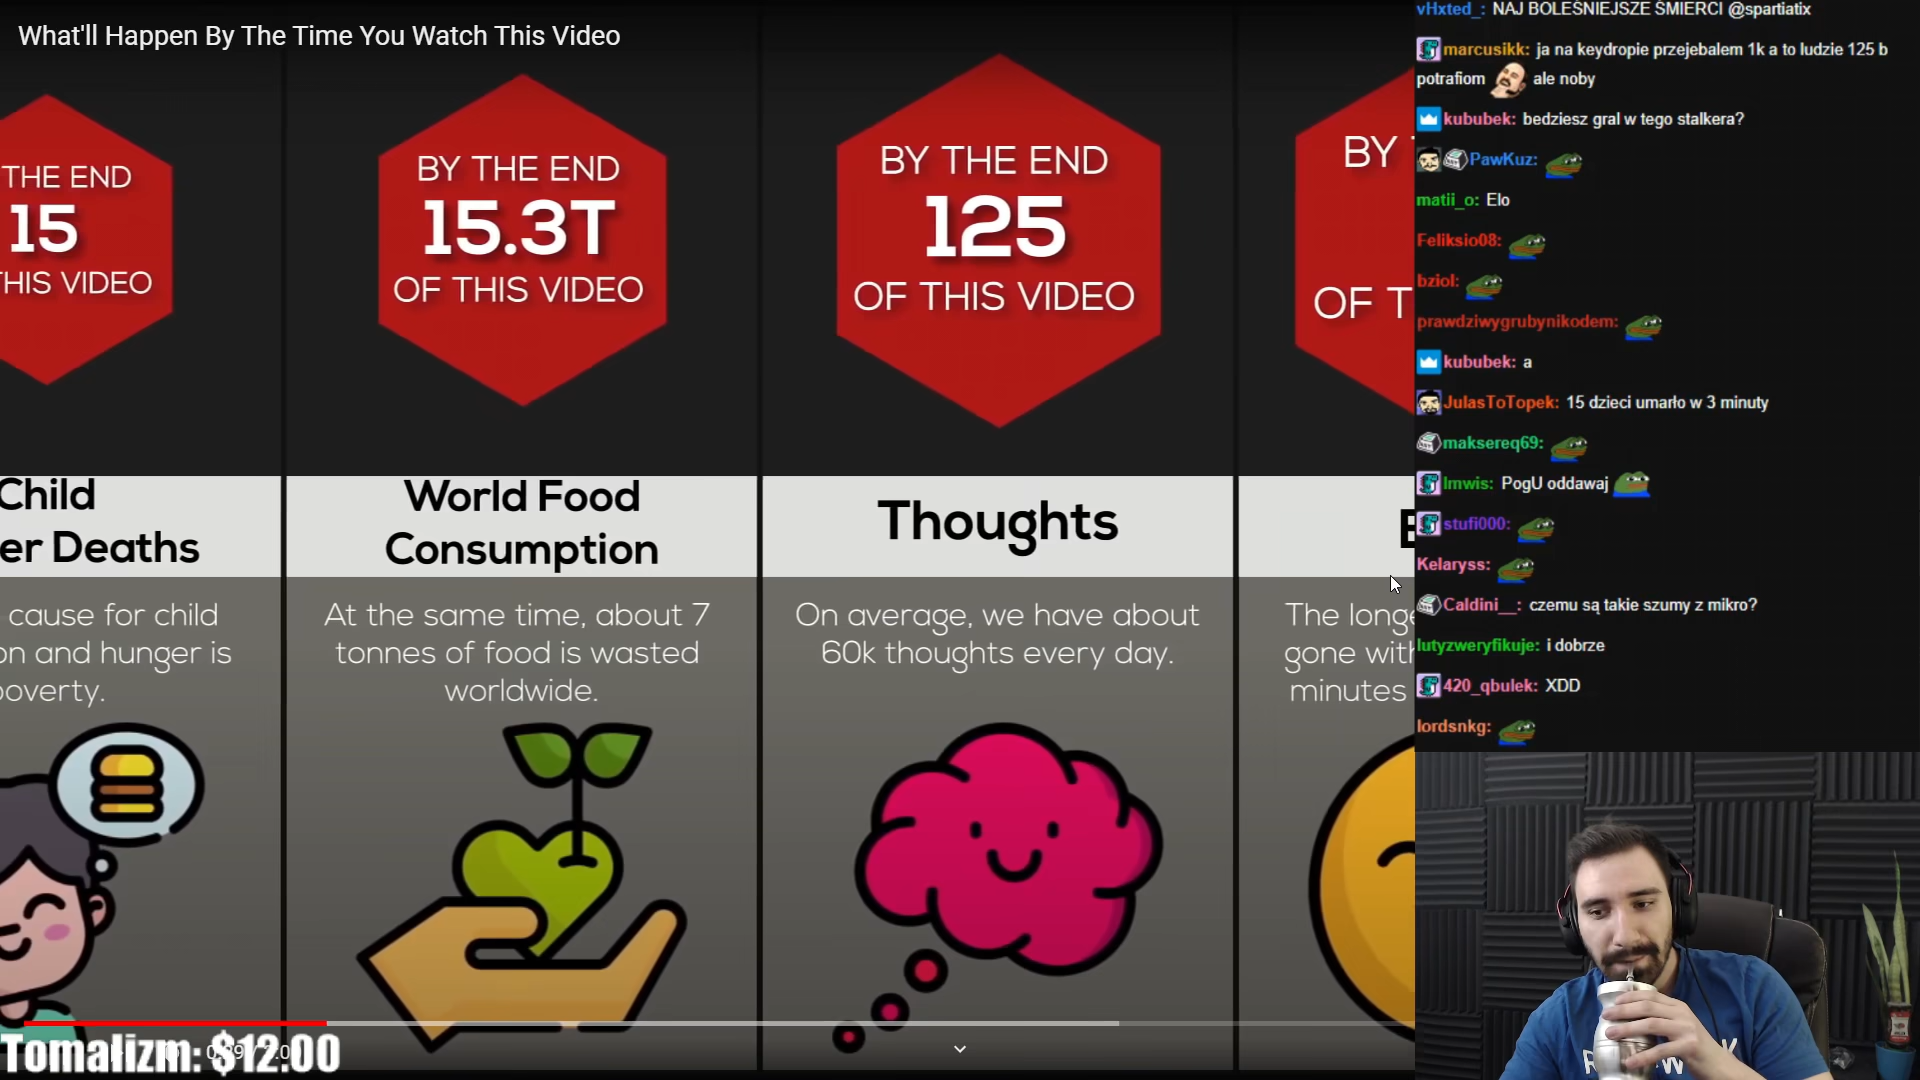 What'll Happen By The Time You Watch This Video
THE END
15
THIS VIDEO
Child
er Deaths
cause for child
on and hunger is
poverty.
BY THE END
15.3T
OF THIS VIDEO
World Food
Consumption
At the same time, about 7
tonnes of food is wasted
worldwide.
BY THE END
125
OF THIS VIDEO
Thoughts
On average, we have about
60k thoughts every day.
BY
OF T
The longe
gone with
minutes
Tomalizm: $12.00
vHxted_: NAJ BOLEŚNIEJSZE ŚMIERCI @spartiatix
marcusikk: ja na keydropie przejebalem 1k a to ludzie 125 b
potrafiom ale noby
kububek: bedziesz gral w tego stalkera?
PawKuz:
matii_o: Elo
Feliksio08:
bziol:
prawdziwygrubynikodem:
kububek: a
JulasToTopek: 15 dzieci umarło w 3 minuty
maksereq69:
lmwis: PogU oddawaj
stufi000:
Kelaryss:
Caldini__: czemu są takie szumy z mikro?
lutyzweryfikuje: i dobrze
420_qbulek: XDD
lordsnkg: